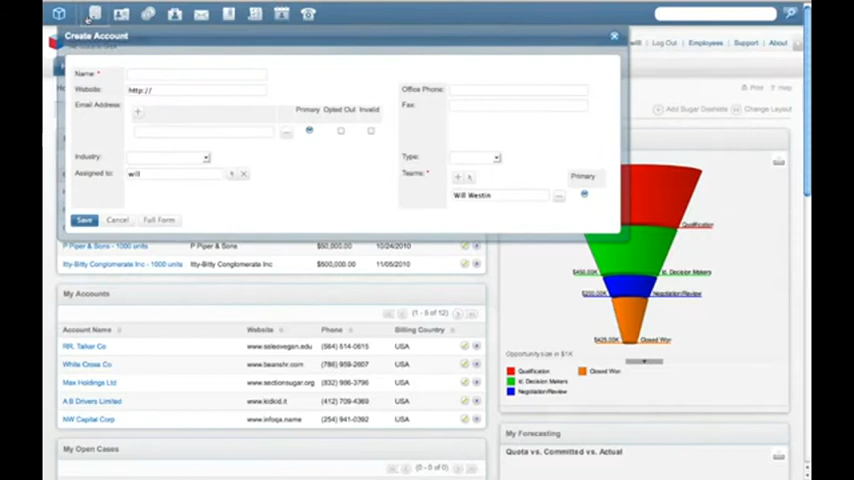 Create Account
will Log Out Employees Support About
Name: *
Website: http://
Email Address:
Primary Opted Out Invalid
Industry:
Assigned to: will
Office Phone:
Fax:
Type:
Teams: *
Primary
Will Westin
Save Cancel Full Form
Print Help
Add Sugar Dashlets Change Layout
P Piper & Sons - 1000 units P Piper & Sons $50,000.00 10/24/2010
Itty-Bitty Conglomerate Inc - 1000 units Itty-Bitty Conglomerate Inc $500,000.00 11/05/2010
My Accounts
(1 - 5 of 12)
Account Name Website Phone Billing Country
RR. Talker Co www.salesvegan.edu (564) 514-0815 USA
White Cross Co www.beanshr.com (786) 959-2607 USA
Max Holdings Ltd www.sectionsugar.org (832) 966-3796 USA
A B Drivers Limited www.kidkid.it (412) 709-4369 USA
NW Capital Corp www.infoqa.name (254) 941-0392 USA
My Open Cases
(0 - 0 of 0)
Qualification
Id. Decision Makers
Negotiation/Review
$425.00K Closed Won
Opportunity size in $1K
Qualification Closed Won
Id. Decision Makers
Negotiation/Review
My Forecasting
Quota vs. Committed vs. Actual